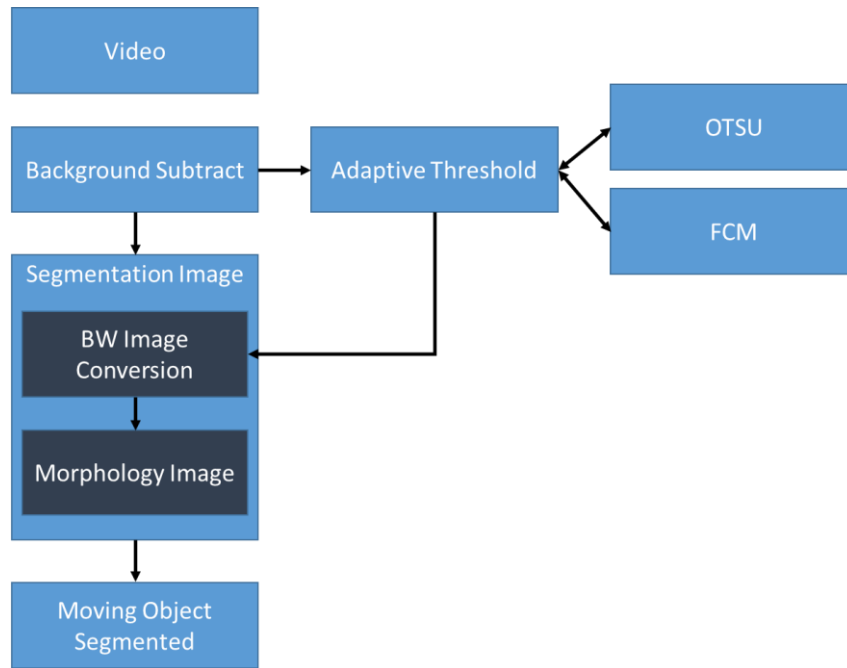 Video
Background Subtract
Adaptive Threshold
OTSU
FCM
Segmentation Image
BW Image
Conversion
Morphology Image
Moving Object
Segmented